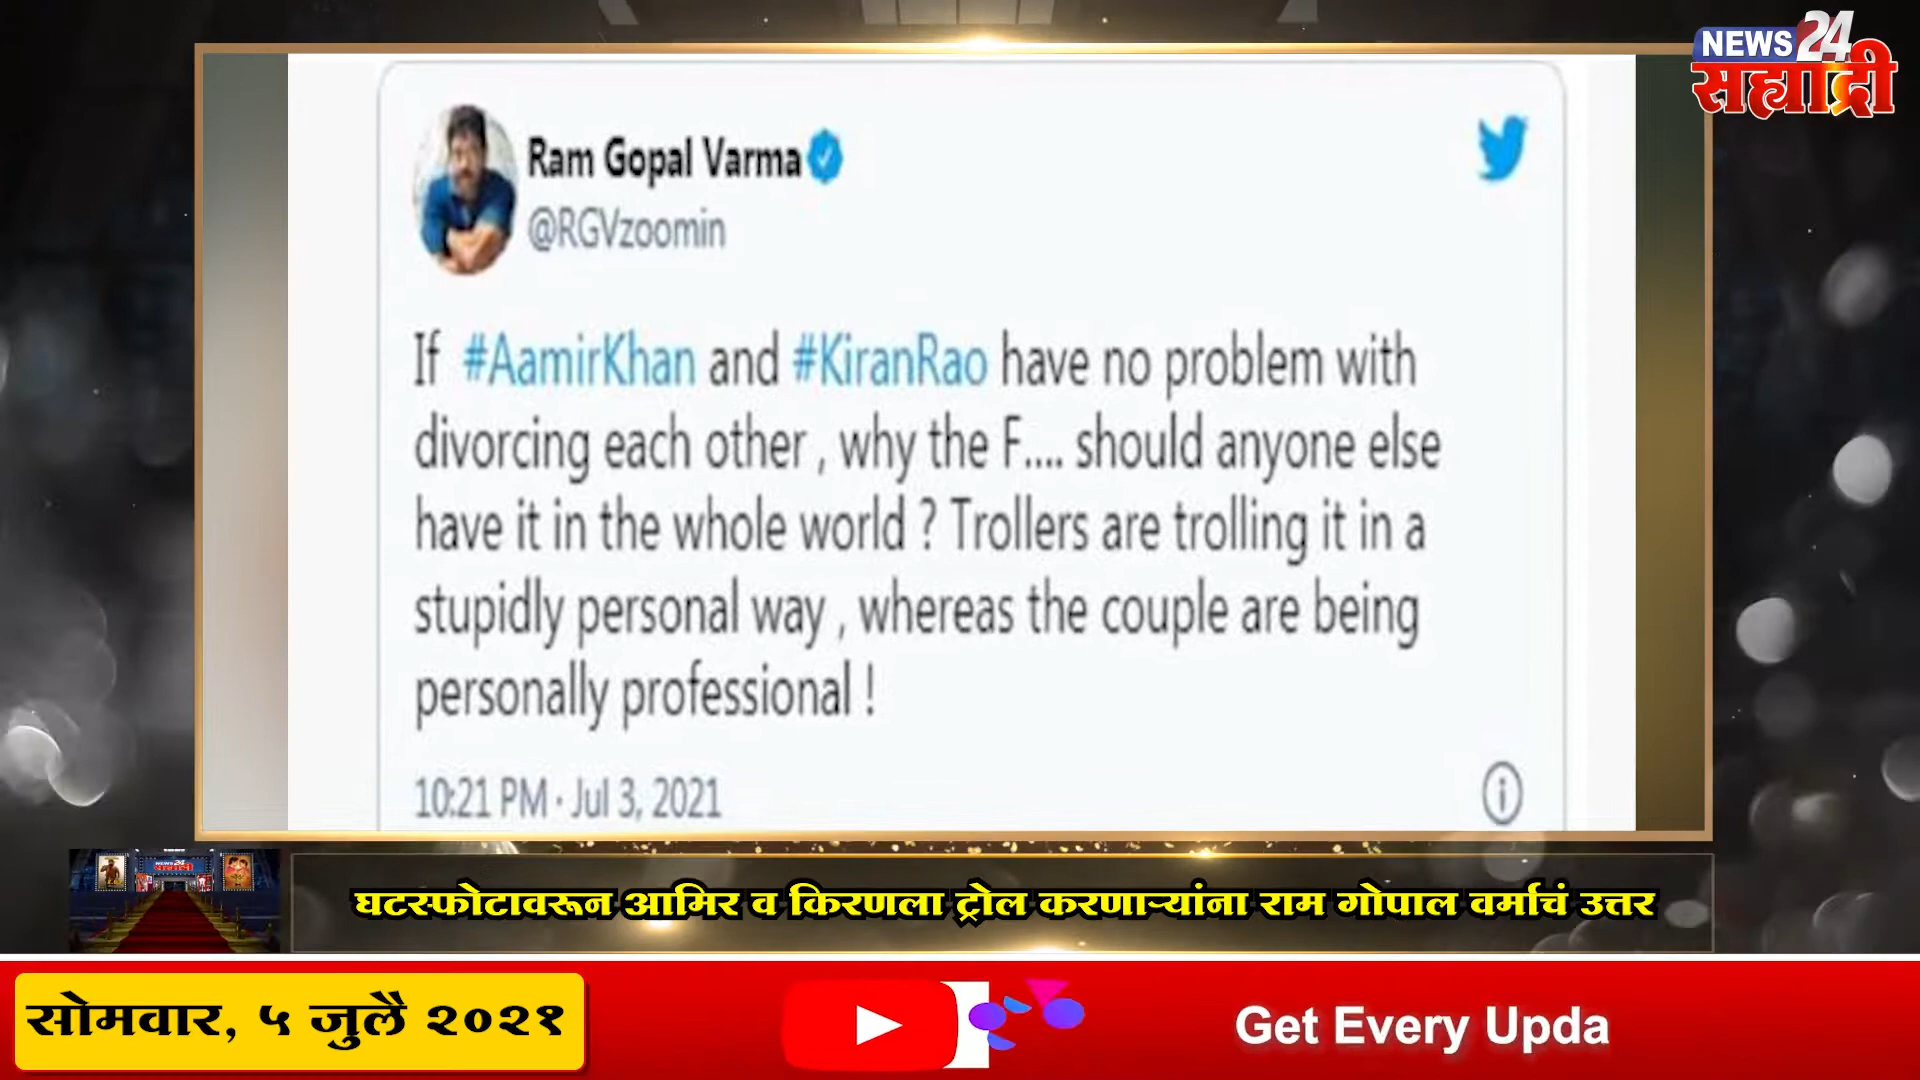 NEWS 24
सह्याद्री
Ram Gopal Varma
@RGVzoomin
If #AamirKhan and #KiranRao have no problem with
divorcing each other , why the F.... should anyone else
have it in the whole world ? Trollers are trolling it in a
stupidly personal way , whereas the couple are being
personally professional !
10:21 PM · Jul 3, 2021
घटस्फोटावरून आमिर व किरणला ट्रोल करणाऱ्यांना राम गोपाल वर्माचं उत्तर
सोमवार, ५ जुलै २०२१
Get Every Upda